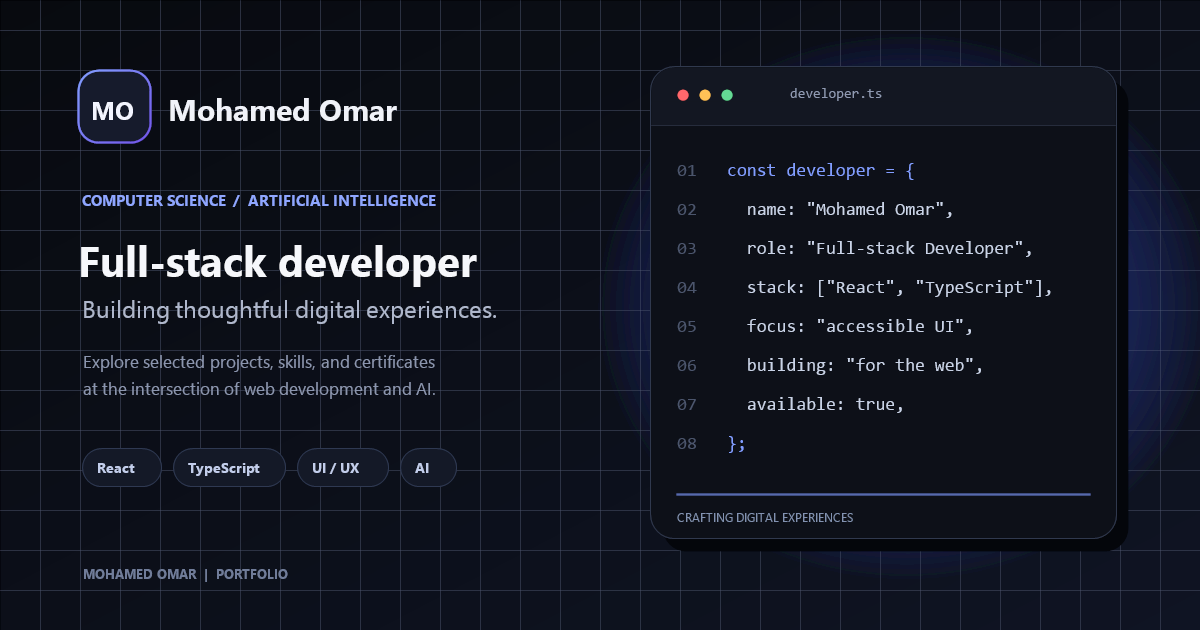 MO
Mohamed Omar
COMPUTER SCIENCE / ARTIFICIAL INTELLIGENCE
Full-stack developer
Building thoughtful digital experiences.
Explore selected projects, skills, and certificates
at the intersection of web development and AI.
React
TypeScript
UI / UX
AI
MOHAMED OMAR | PORTFOLIO
developer.ts
01 const developer = {
02 name: "Mohamed Omar",
03 role: "Full-stack Developer",
04 stack: ["React", "TypeScript"],
05 focus: "accessible UI",
06 building: "for the web",
07 available: true,
08 };
CRAFTING DIGITAL EXPERIENCES